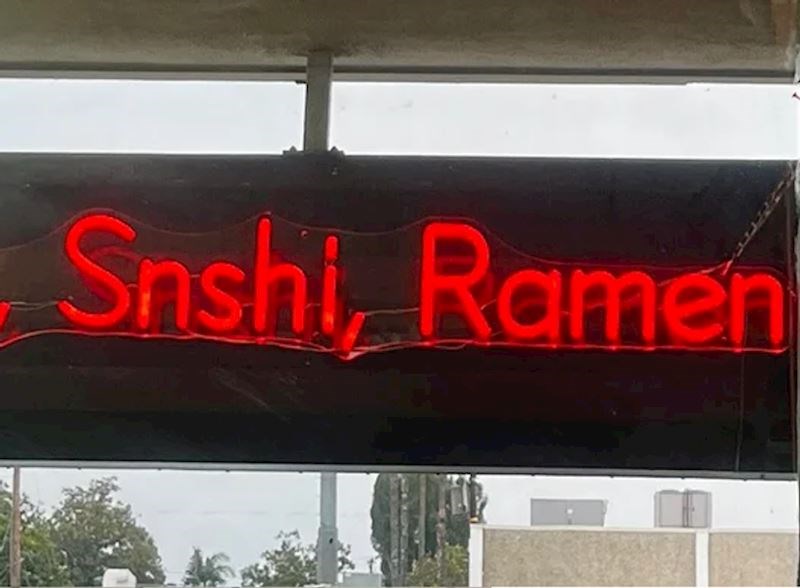 , Snshi, Ramen